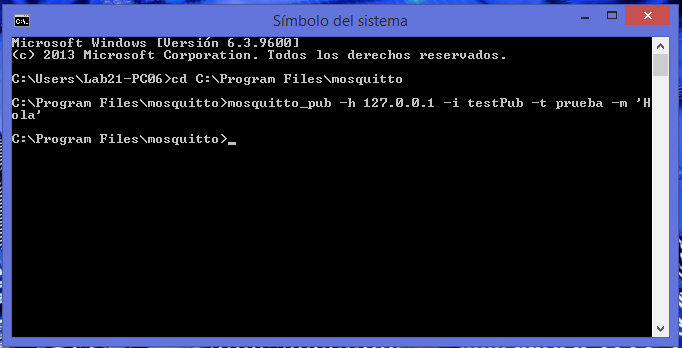 Símbolo del sistema
Microsoft Windows [Versión 6.3.9600]
(c) 2013 Microsoft Corporation. Todos los derechos reservados.
C:\Users\Lab21-PC06>cd C:\Program Files\mosquitto
C:\Program Files\mosquitto>mosquitto_pub -h 127.0.0.1 -i testPub -t prueba -m 'H
ola'
C:\Program Files\mosquitto>_